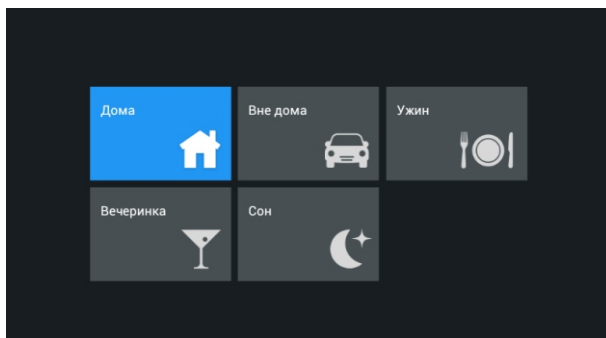 Дома
Вне дома
Ужин
Вечеринка
Сон